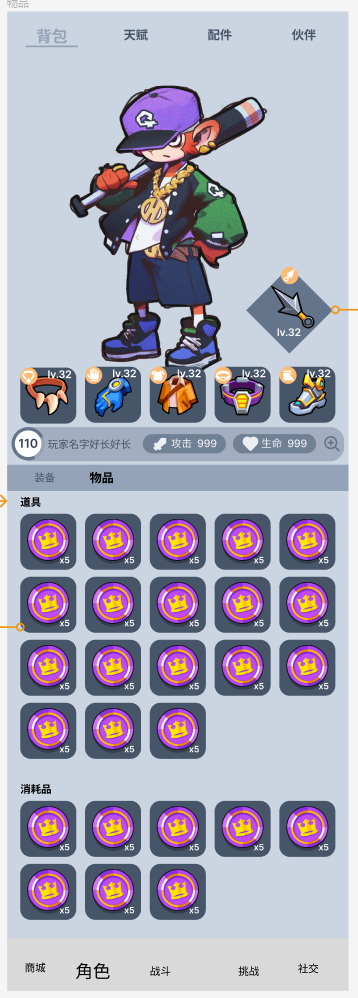 物品
背包 天赋 配件 伙伴
lv.32
lv.32 lv.32 lv.32 lv.32 lv.32
110 玩家名字好长好长 攻击 999 生命 999
装备 物品
道具
x5 x5 x5 x5 x5
x5 x5 x5 x5 x5
x5 x5 x5 x5 x5
x5 x5 x5
消耗品
x5 x5 x5 x5 x5
x5 x5 x5
商城 角色 战斗 挑战 社交